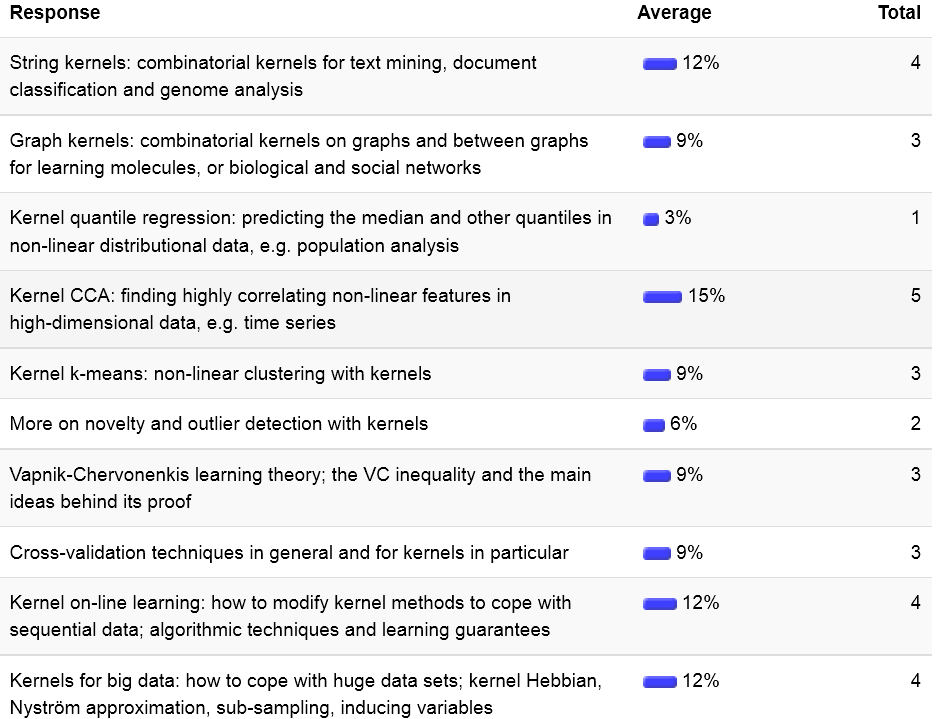 Response Average Total
String kernels: combinatorial kernels for text mining, document 12% 4
classification and genome analysis
Graph kernels: combinatorial kernels on graphs and between graphs 9% 3
for learning molecules, or biological and social networks
Kernel quantile regression: predicting the median and other quantiles in 3% 1
non-linear distributional data, e.g. population analysis
Kernel CCA: finding highly correlating non-linear features in 15% 5
high-dimensional data, e.g. time series
Kernel k-means: non-linear clustering with kernels 9% 3
More on novelty and outlier detection with kernels 6% 2
Vapnik-Chervonenkis learning theory; the VC inequality and the main 9% 3
ideas behind its proof
Cross-validation techniques in general and for kernels in particular 9% 3
Kernel on-line learning: how to modify kernel methods to cope with 12% 4
sequential data; algorithmic techniques and learning guarantees
Kernels for big data: how to cope with huge data sets; kernel Hebbian, 12% 4
Nyström approximation, sub-sampling, inducing variables